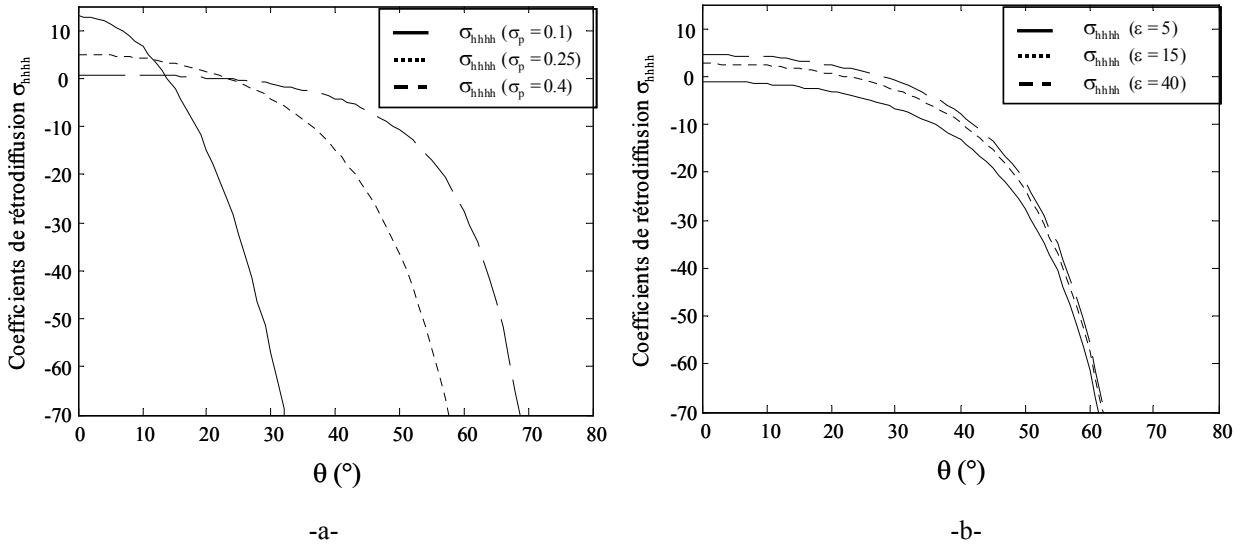 Coefficients de rétrodiffusion σhhhh
10
0
-10
-20
-30
-40
-50
-60
-70
0 10 20 30 40 50 60 70 80
θ (°)
σhhhh (σp = 0.1)
σhhhh (σp = 0.25)
σhhhh (σp = 0.4)
-a-
Coefficients de rétrodiffusion σhhhh
10
0
-10
-20
-30
-40
-50
-60
-70
0 10 20 30 40 50 60 70 80
θ (°)
σhhhh (ε = 5)
σhhhh (ε = 15)
σhhhh (ε = 40)
-b-